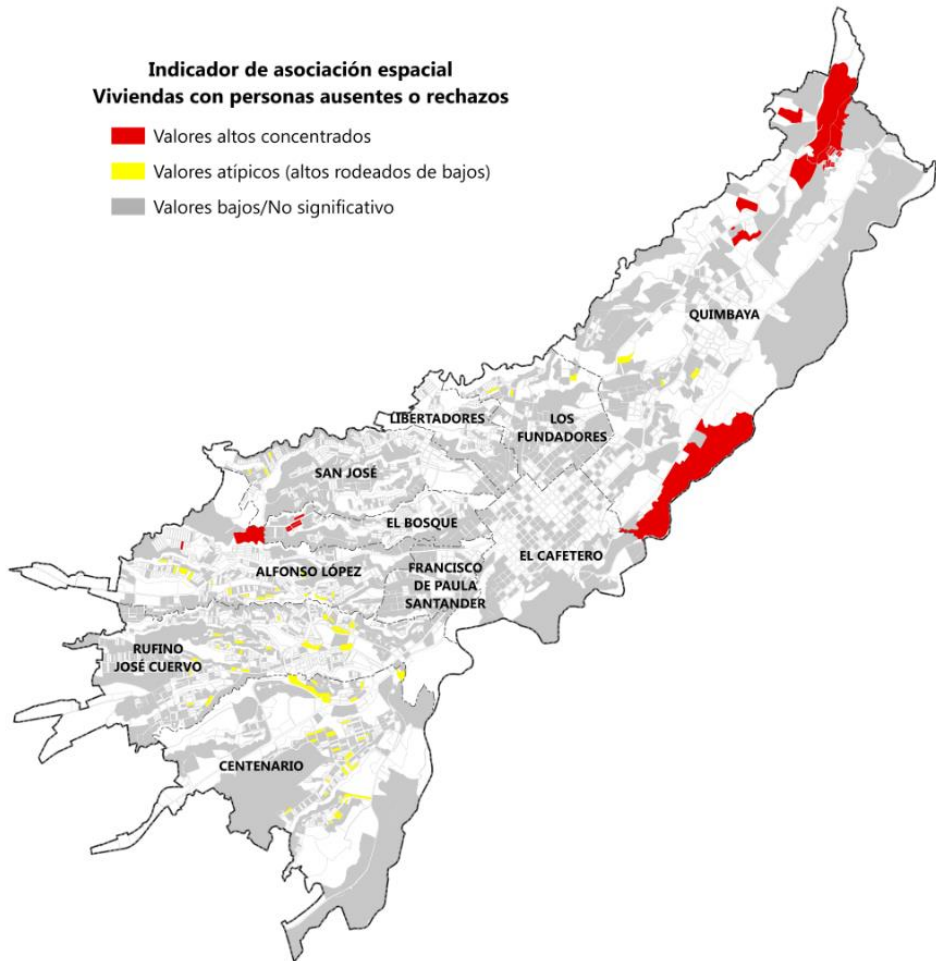 Indicador de asociación espacial
Viviendas con personas ausentes o rechazos
Valores altos concentrados
Valores atípicos (altos rodeados de bajos)
Valores bajos/No significativo
QUIMBAYA
LIBERTADORES
LOS
FUNDADORES
SAN JOSÉ
EL BOSQUE
EL CAFETERO
ALFONSO LÓPEZ
FRANCISCO
DE PAULA
SANTANDER
RUFINO
JOSÉ CUERVO
CENTENARIO